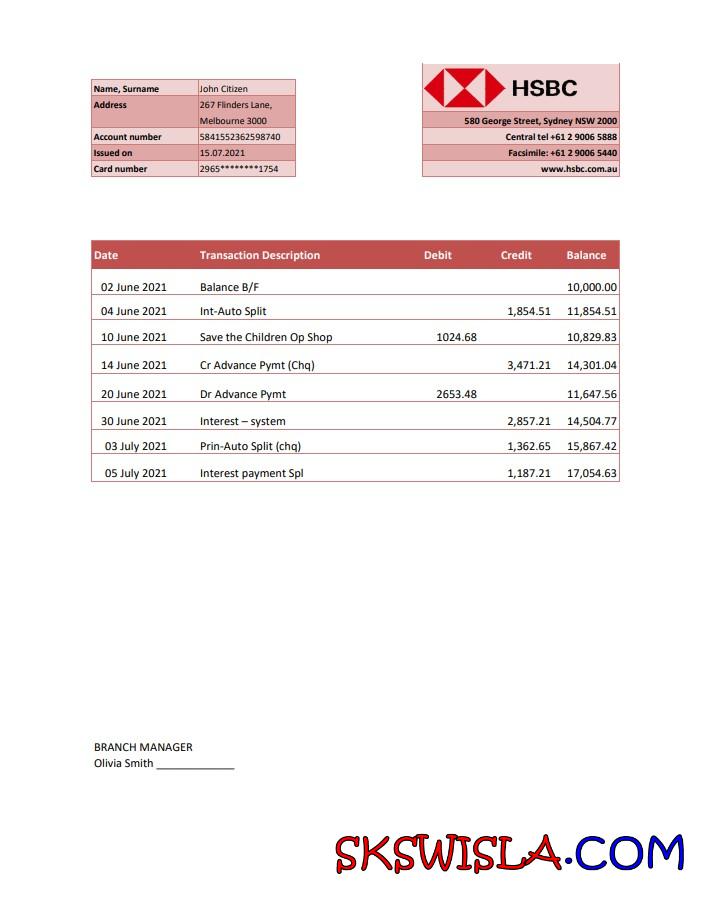 Name, Surname John Citizen
Address 267 Flinders Lane,
Melbourne 3000
Account number 5841552362598740
Issued on 15.07.2021
Card number 2965********1754
HSBC
580 George Street, Sydney NSW 2000
Central tel +61 2 9006 5888
Facsimile: +61 2 9006 5440
www.hsbc.com.au
Date Transaction Description Debit Credit Balance
02 June 2021 Balance B/F 10,000.00
04 June 2021 Int-Auto Split 1,854.51 11,854.51
10 June 2021 Save the Children Op Shop 1024.68 10,829.83
14 June 2021 Cr Advance Pymt (Chq) 3,471.21 14,301.04
20 June 2021 Dr Advance Pymt 2653.48 11,647.56
30 June 2021 Interest – system 2,857.21 14,504.77
03 July 2021 Prin-Auto Split (chq) 1,362.65 15,867.42
05 July 2021 Interest payment Spl 1,187.21 17,054.63
BRANCH MANAGER
Olivia Smith _____________
SKSWISLA.COM